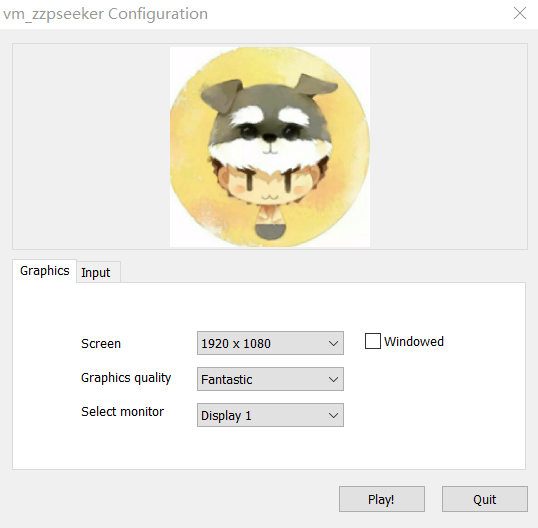 vm_zzpseeker Configuration
Graphics
Input
Screen
1920 x 1080
Windowed
Graphics quality
Fantastic
Select monitor
Display 1
Play!
Quit